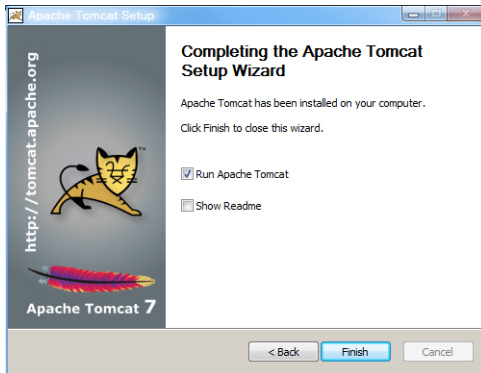 Apache Tomcat Setup
http://tomcat.apache.org
TM
Apache Tomcat 7
Completing the Apache Tomcat
Setup Wizard
Apache Tomcat has been installed on your computer.
Click Finish to close this wizard.
Run Apache Tomcat
Show Readme
< Back
Finish
Cancel